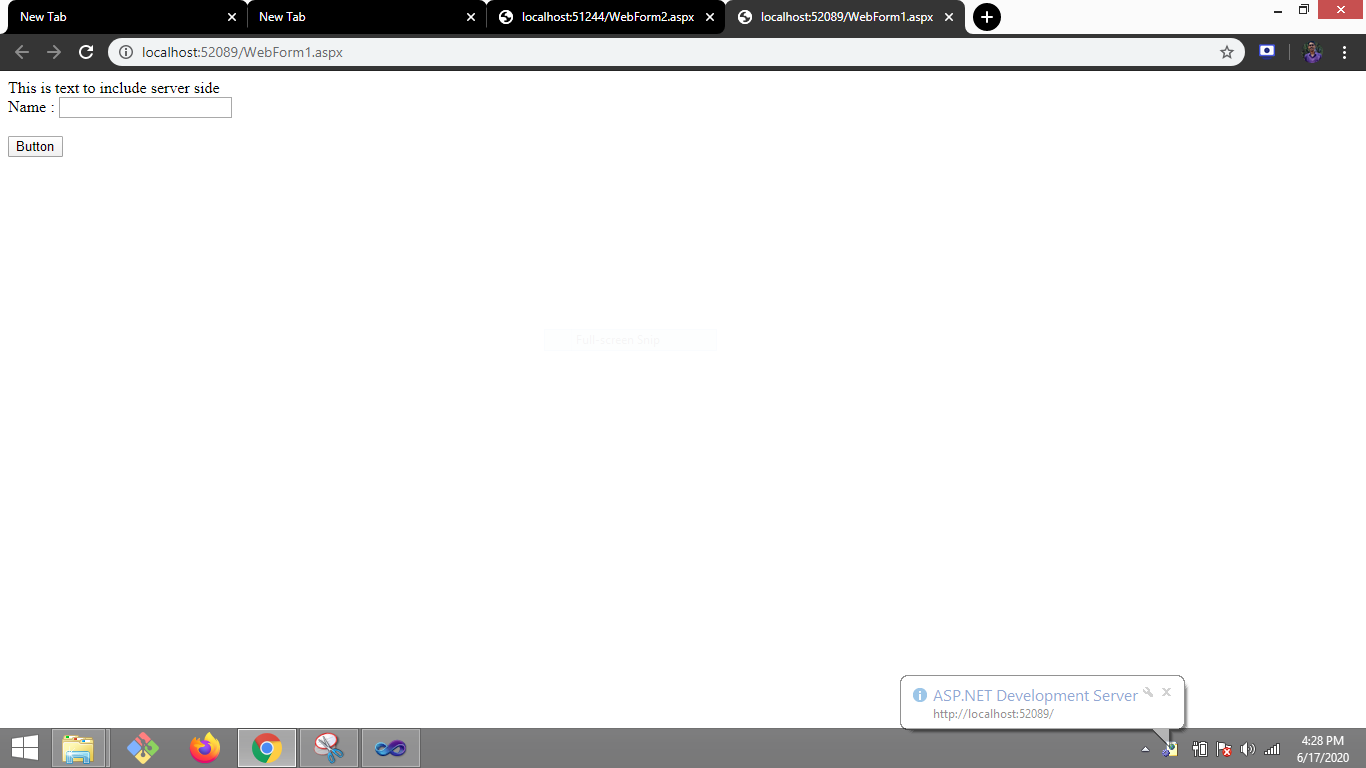 New Tab
New Tab
localhost:51244/WebForm2.aspx
localhost:52089/WebForm1.aspx
localhost:52089/WebForm1.aspx
This is text to include server side
Name :
Button
Full-screen Snip
ASP.NET Development Server
http://localhost:52089/
4:28 PM
6/17/2020